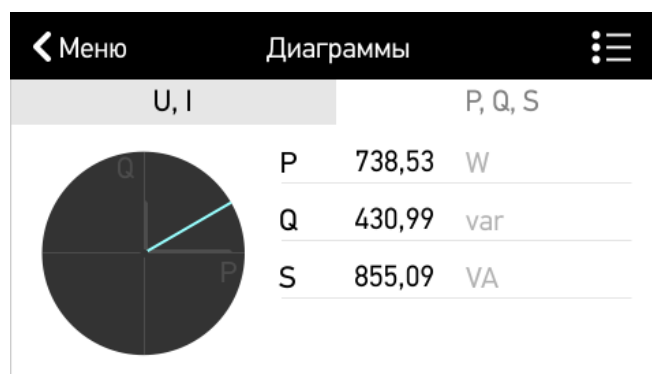 Меню Диаграммы
U, I P, Q, S
Q
P
P 738,53 W
Q 430,99 var
S 855,09 VA